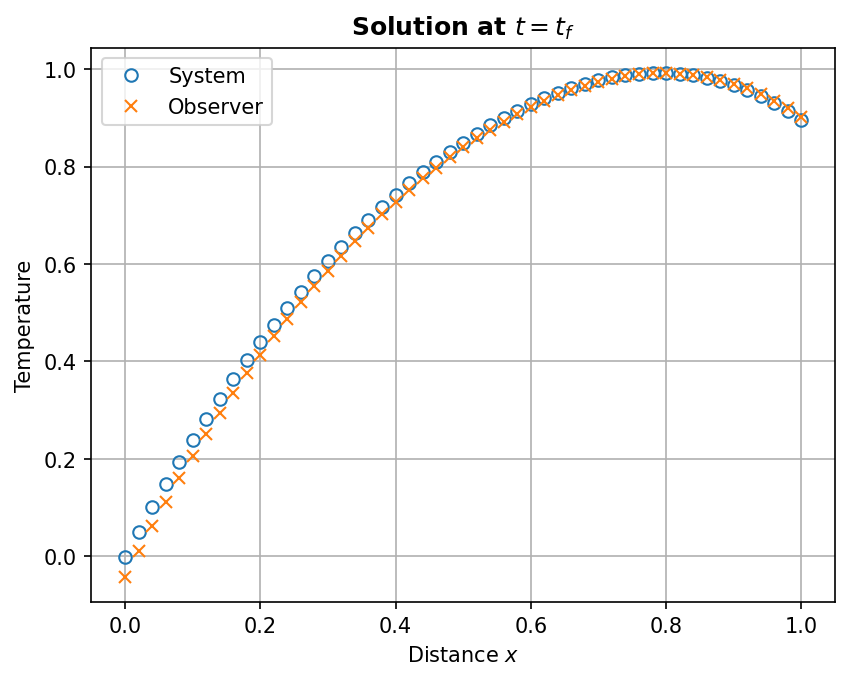 Solution at t = t_f
System
Observer
Temperature
1.0
0.8
0.6
0.4
0.2
0.0
0.0 0.2 0.4 0.6 0.8 1.0
Distance x